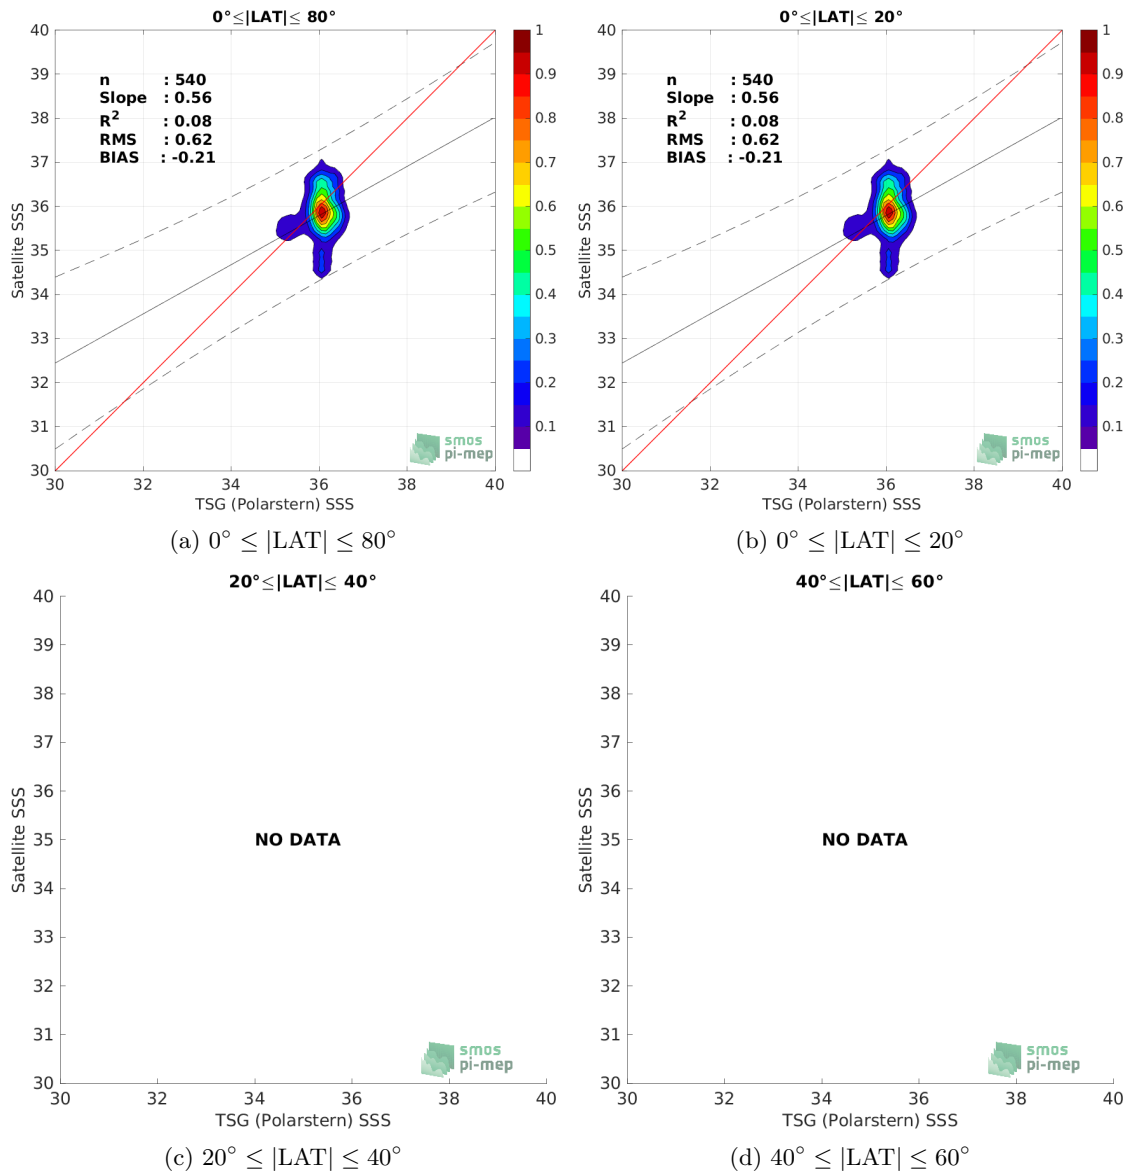 0°≤|LAT|≤ 80°
40
39
38
37
36
35
34
33
32
31
30
Satellite SSS
n : 540
Slope : 0.56
R² : 0.08
RMS : 0.62
BIAS : -0.21
1
0.9
0.8
0.7
0.6
0.5
0.4
0.3
0.2
0.1
smos
pi-mep
30 32 34 36 38 40
TSG (Polarstern) SSS
(a) 0° ≤ |LAT| ≤ 80°
0°≤|LAT|≤ 20°
40
39
38
37
36
35
34
33
32
31
30
Satellite SSS
n : 540
Slope : 0.56
R² : 0.08
RMS : 0.62
BIAS : -0.21
1
0.9
0.8
0.7
0.6
0.5
0.4
0.3
0.2
0.1
smos
pi-mep
30 32 34 36 38 40
TSG (Polarstern) SSS
(b) 0° ≤ |LAT| ≤ 20°
20°≤|LAT|≤ 40°
40
39
38
37
36
35
34
33
32
31
30
Satellite SSS
NO DATA
smos
pi-mep
30 32 34 36 38 40
TSG (Polarstern) SSS
(c) 20° ≤ |LAT| ≤ 40°
40°≤|LAT|≤ 60°
40
39
38
37
36
35
34
33
32
31
30
Satellite SSS
NO DATA
smos
pi-mep
30 32 34 36 38 40
TSG (Polarstern) SSS
(d) 40° ≤ |LAT| ≤ 60°